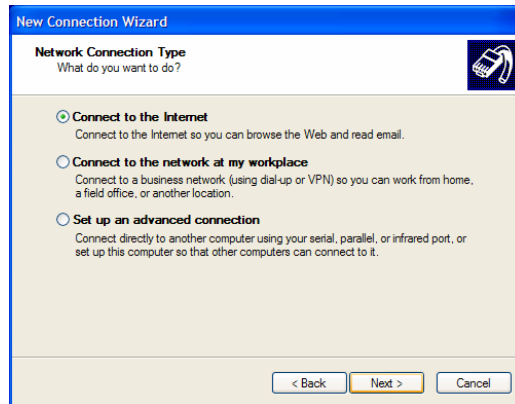 New Connection Wizard
Network Connection Type
What do you want to do?
Connect to the Internet
Connect to the Internet so you can browse the Web and read email.
Connect to the network at my workplace
Connect to a business network (using dial-up or VPN) so you can work from home,
a field office, or another location.
Set up an advanced connection
Connect directly to another computer using your serial, parallel, or infrared port, or
set up this computer so that other computers can connect to it.
< Back
Next >
Cancel